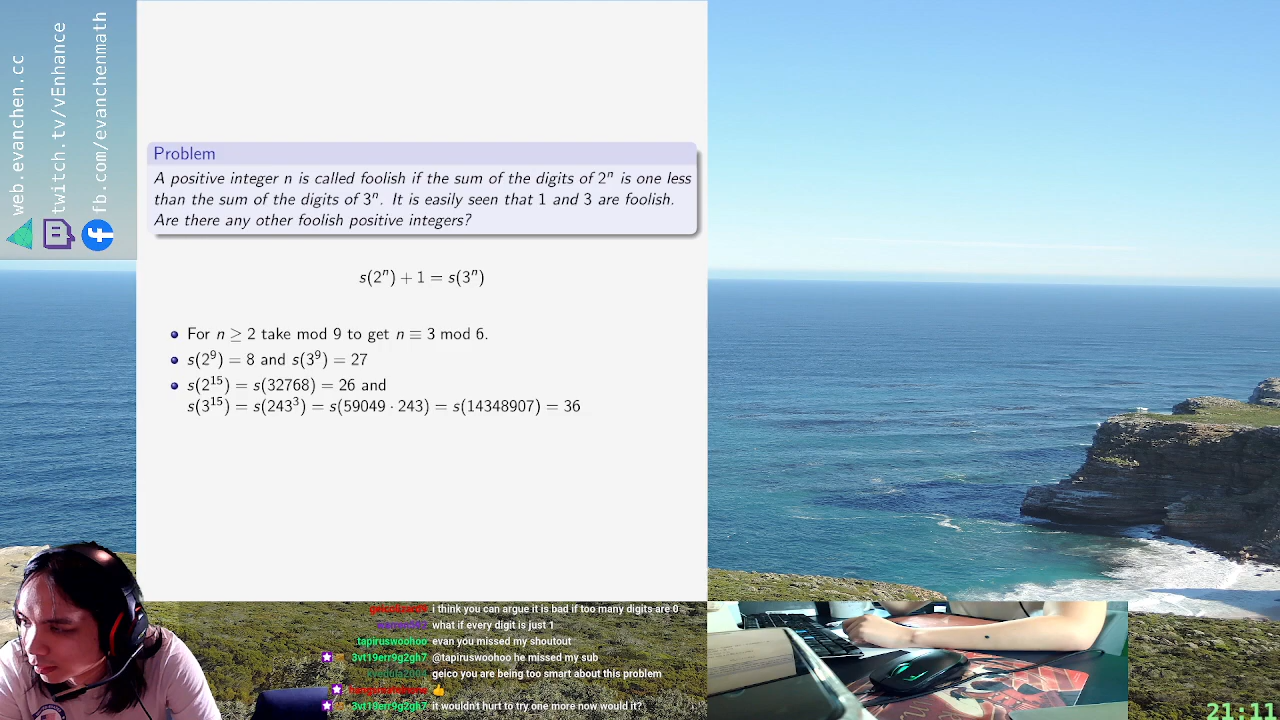 web.evanchen.cc
twitch.tv/vEnhance
fb.com/evanchenmath
Problem
A positive integer n is called foolish if the sum of the digits of 2ⁿ is one less
than the sum of the digits of 3ⁿ. It is easily seen that 1 and 3 are foolish.
Are there any other foolish positive integers?
s(2ⁿ) + 1 = s(3ⁿ)
For n ≥ 2 take mod 9 to get n ≡ 3 mod 6.
s(2⁹) = 8 and s(3⁹) = 27
s(2¹⁵) = s(32768) = 26 and
s(3¹⁵) = s(243³) = s(59049 · 243) = s(14348907) = 36
i think you can argue it is bad if too many digits are 0
what if every digit is just 1
tapiruswoohoo evan you missed my shoutout
3vt19err9g2gh7 @tapiruswoohoo he missed my sub
geico you are being too smart about this problem
3vt19err9g2gh7 it wouldn't hurt to try one more now would it?
21:11